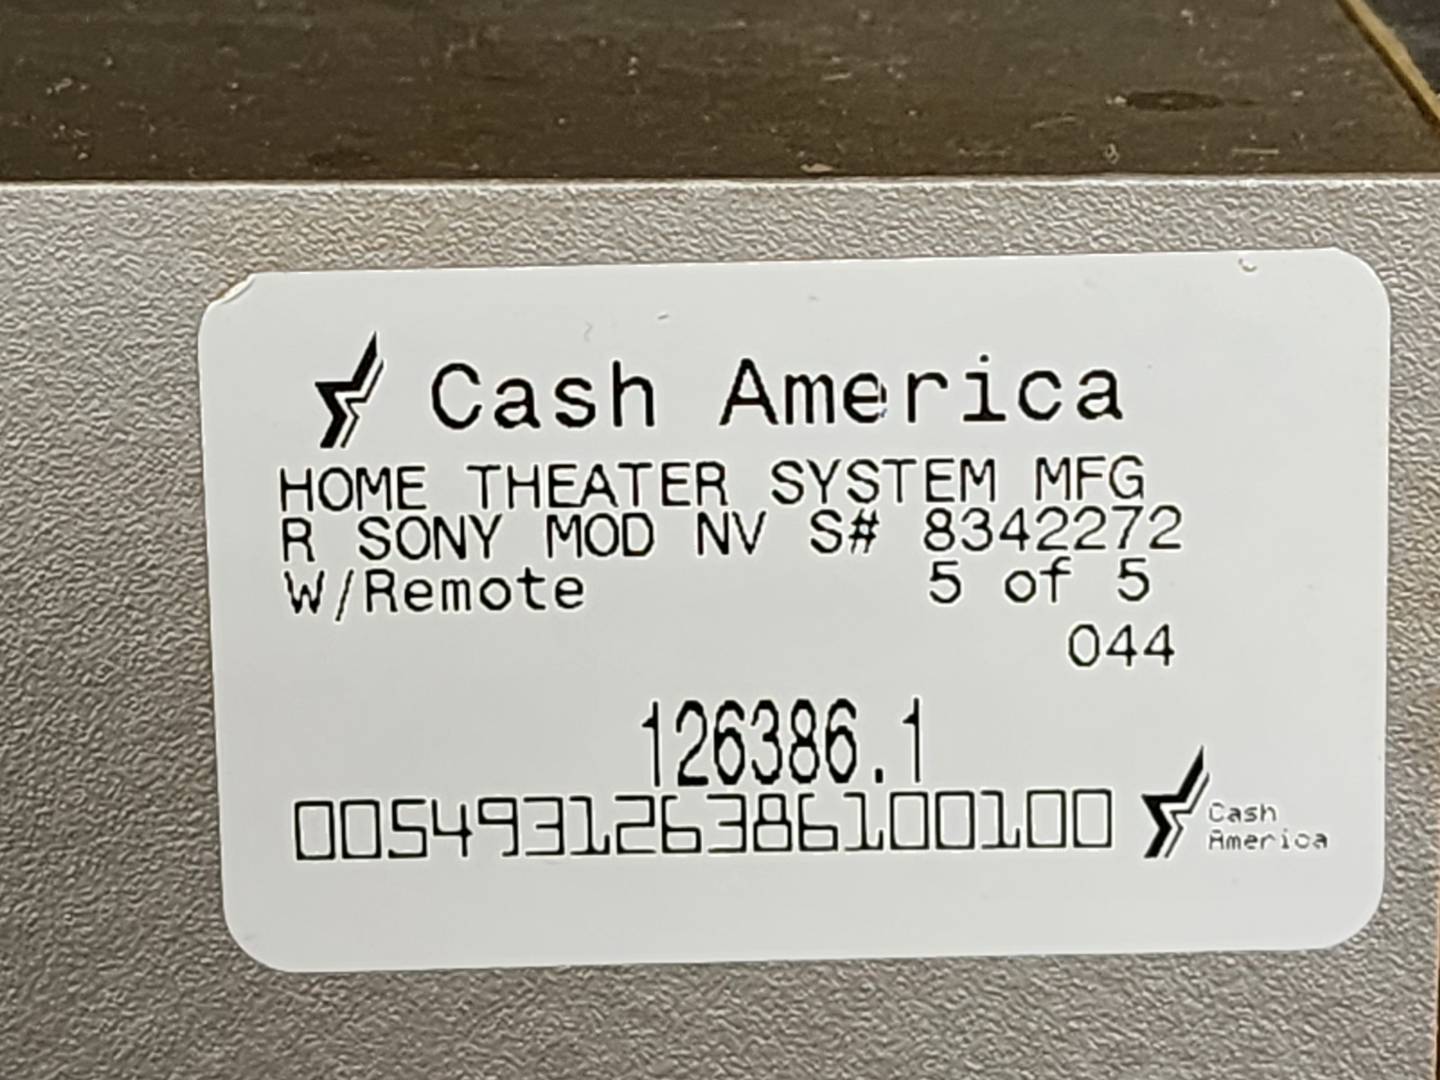 Cash America
HOME THEATER SYSTEM MFG
R SONY MOD NV S# 8342272
W/Remote 5 of 5
044
126386.1
005493126386100100
Cash
America